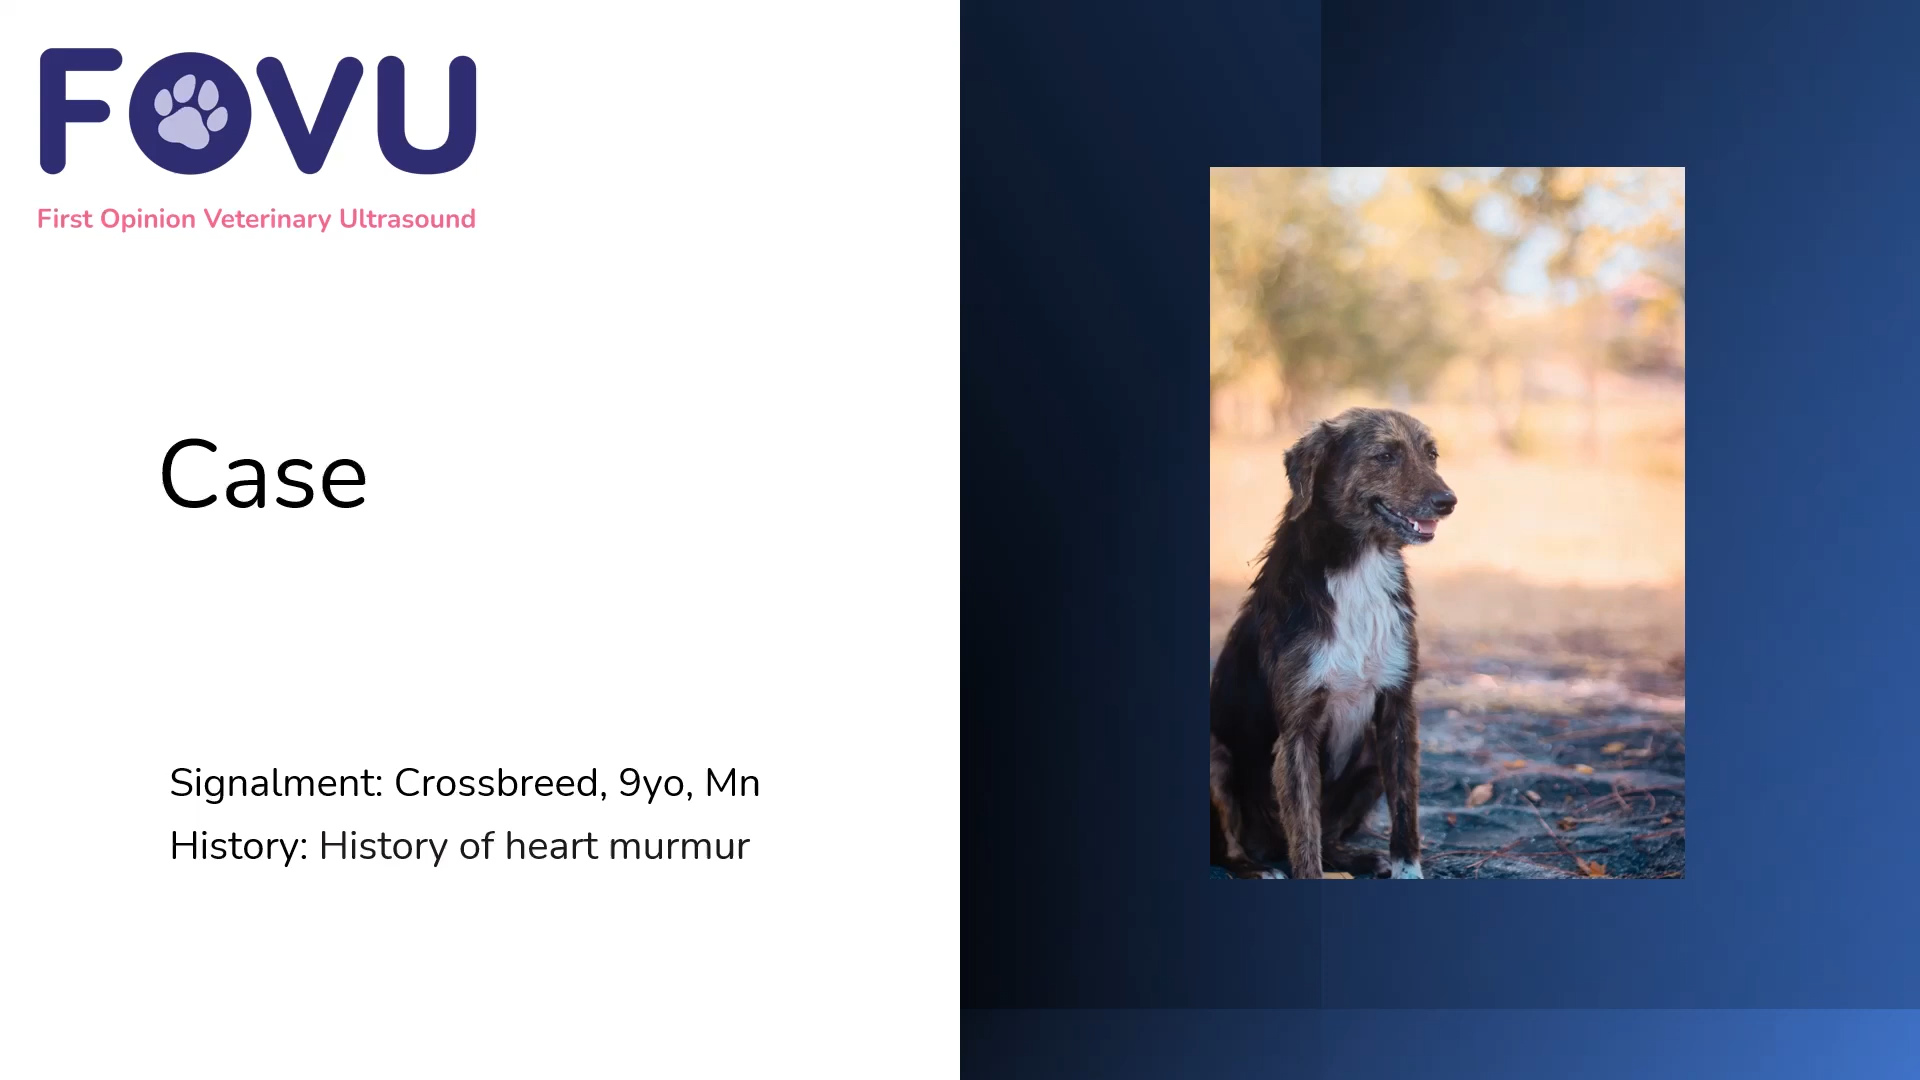 FOVU
First Opinion Veterinary Ultrasound
Case
Signalment: Crossbreed, 9yo, Mn
History: History of heart murmur